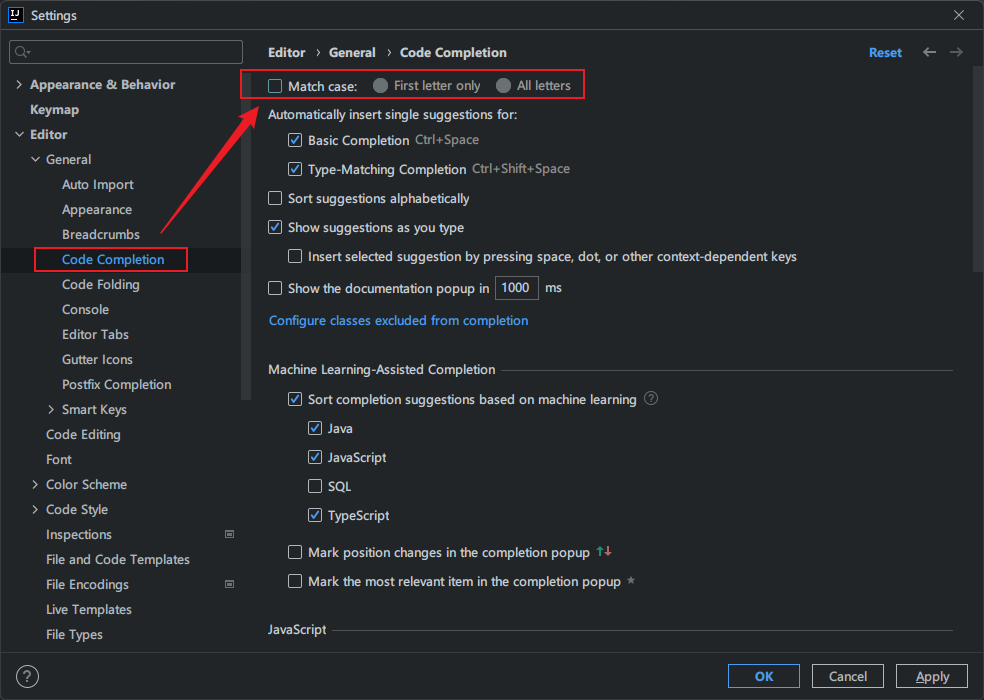 Settings
Editor › General › Code Completion Reset
Appearance & Behavior
Keymap
Editor
General
Auto Import
Appearance
Breadcrumbs
Code Completion
Code Folding
Console
Editor Tabs
Gutter Icons
Postfix Completion
Smart Keys
Code Editing
Font
Color Scheme
Code Style
Inspections
File and Code Templates
File Encodings
Live Templates
File Types
Match case: First letter only All letters
Automatically insert single suggestions for:
Basic Completion Ctrl+Space
Type-Matching Completion Ctrl+Shift+Space
Sort suggestions alphabetically
Show suggestions as you type
Insert selected suggestion by pressing space, dot, or other context-dependent keys
Show the documentation popup in 1000 ms
Configure classes excluded from completion
Machine Learning-Assisted Completion
Sort completion suggestions based on machine learning ?
Java
JavaScript
SQL
TypeScript
Mark position changes in the completion popup ↑↓
Mark the most relevant item in the completion popup ★
JavaScript
? OK Cancel Apply